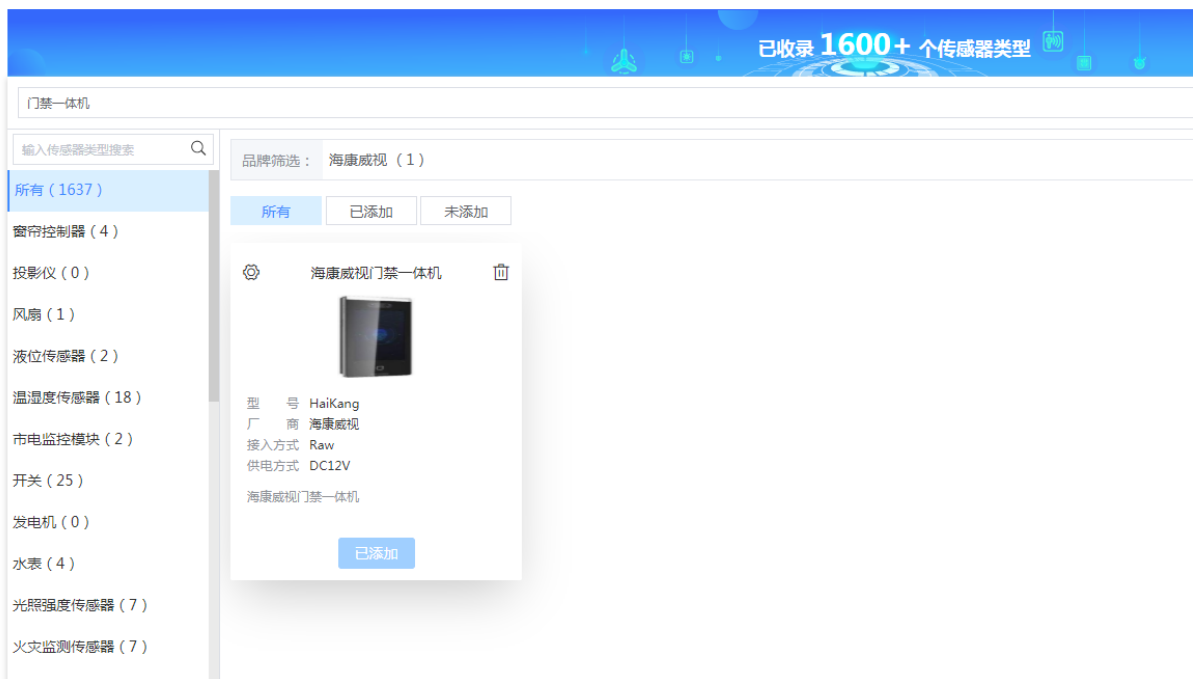 已收录 1600+ 个传感器类型
门禁一体机
输入传感器类型搜索
所有（1637）
窗帘控制器（4）
投影仪（0）
风扇（1）
液位传感器（2）
温湿度传感器（18）
市电监控模块（2）
开关（25）
发电机（0）
水表（4）
光照强度传感器（7）
火灾监测传感器（7）
品牌筛选： 海康威视 （1）
所有 已添加 未添加
海康威视门禁一体机
型 号 HaiKang
厂 商 海康威视
接入方式 Raw
供电方式 DC12V
海康威视门禁一体机
已添加